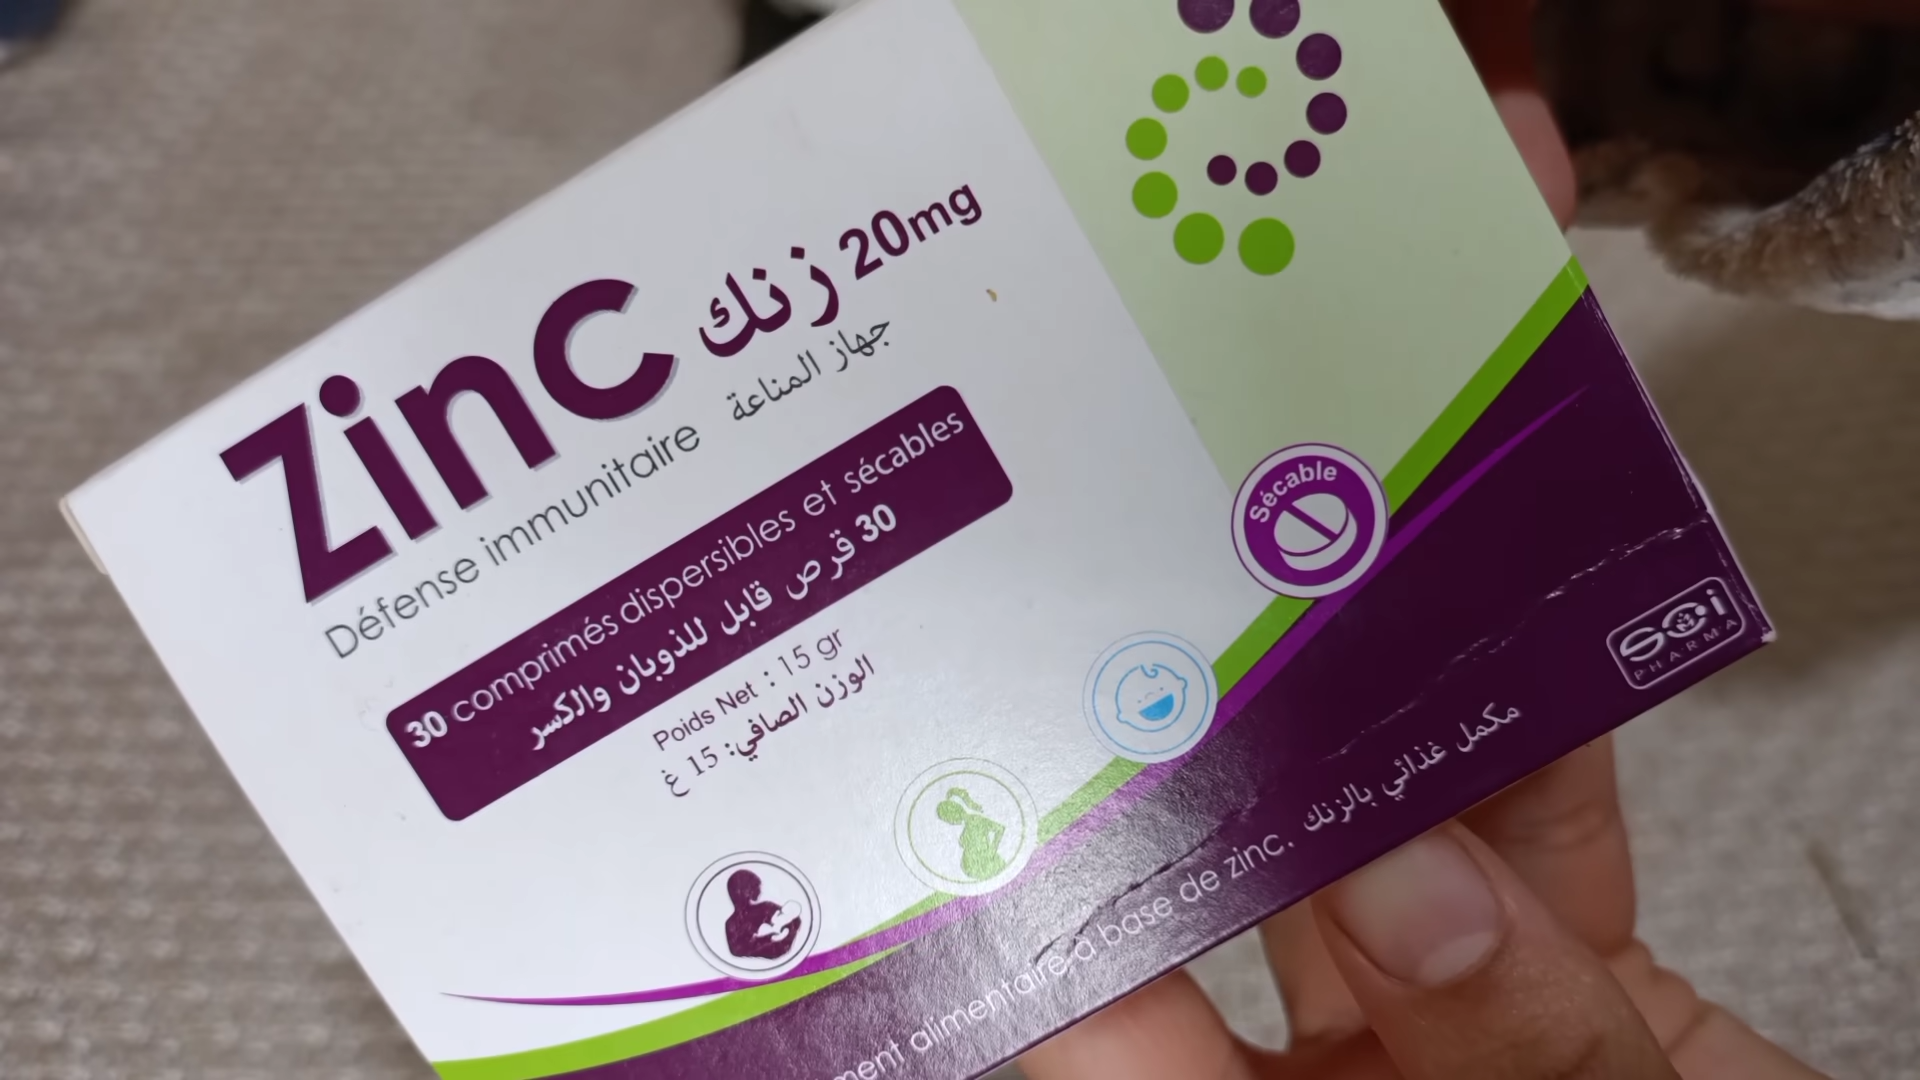 Zinc زنك 20mg
Défense immunitaire جهاز المناعة
30 comprimés dispersibles et sécables
30 قرص قابل للذوبان والكسر
Poids Net : 15 gr
الوزن الصافي: 15 غ
Sécable
SOi
PHARMA
alimentaire à base de zinc. مكمل غذائي بالزنك